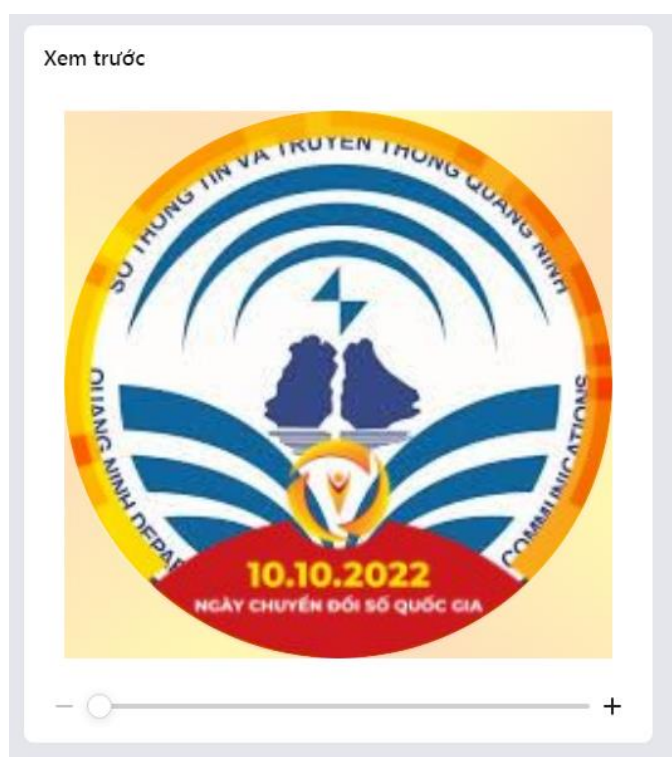 Xem trước
SỞ THÔNG TIN VÀ TRUYỀN THÔNG QUẢNG NINH
QUANG NINH DEPAR
COMMUNICATIONS
10.10.2022
NGÀY CHUYỂN ĐỔI SỐ QUỐC GIA